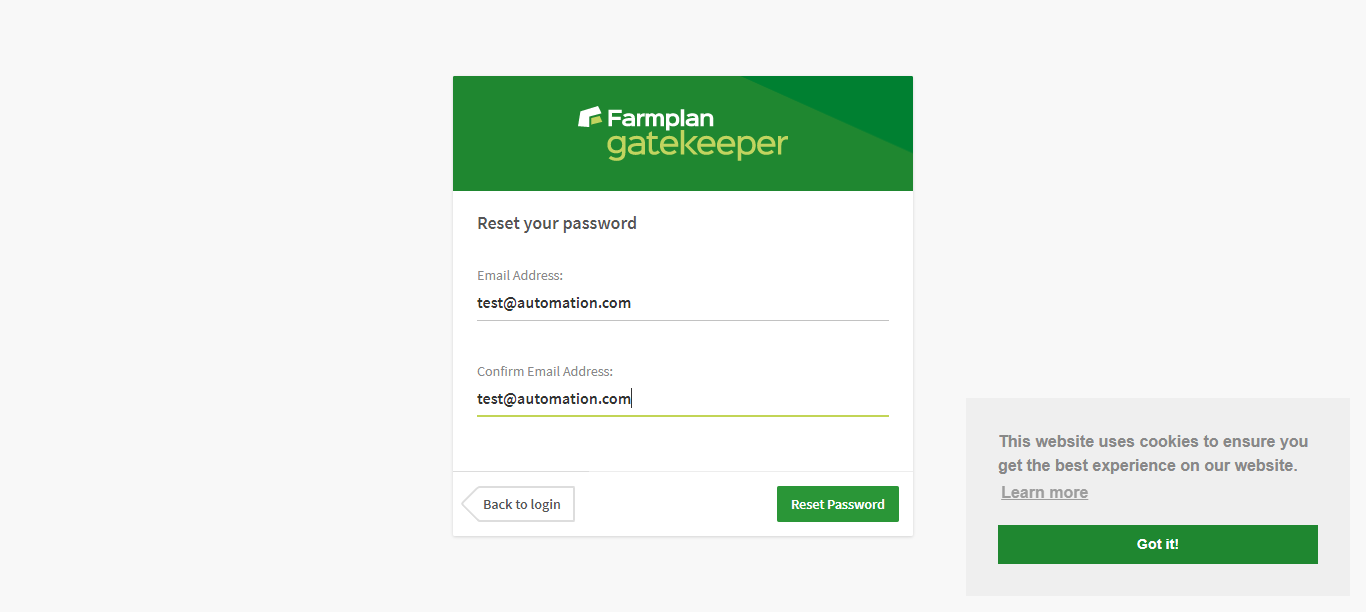 Farmplan
gatekeeper
Reset your password
Email Address:
test@automation.com
Confirm Email Address:
test@automation.com
Back to login
Reset Password
This website uses cookies to ensure you
get the best experience on our website.
Learn more
Got it!